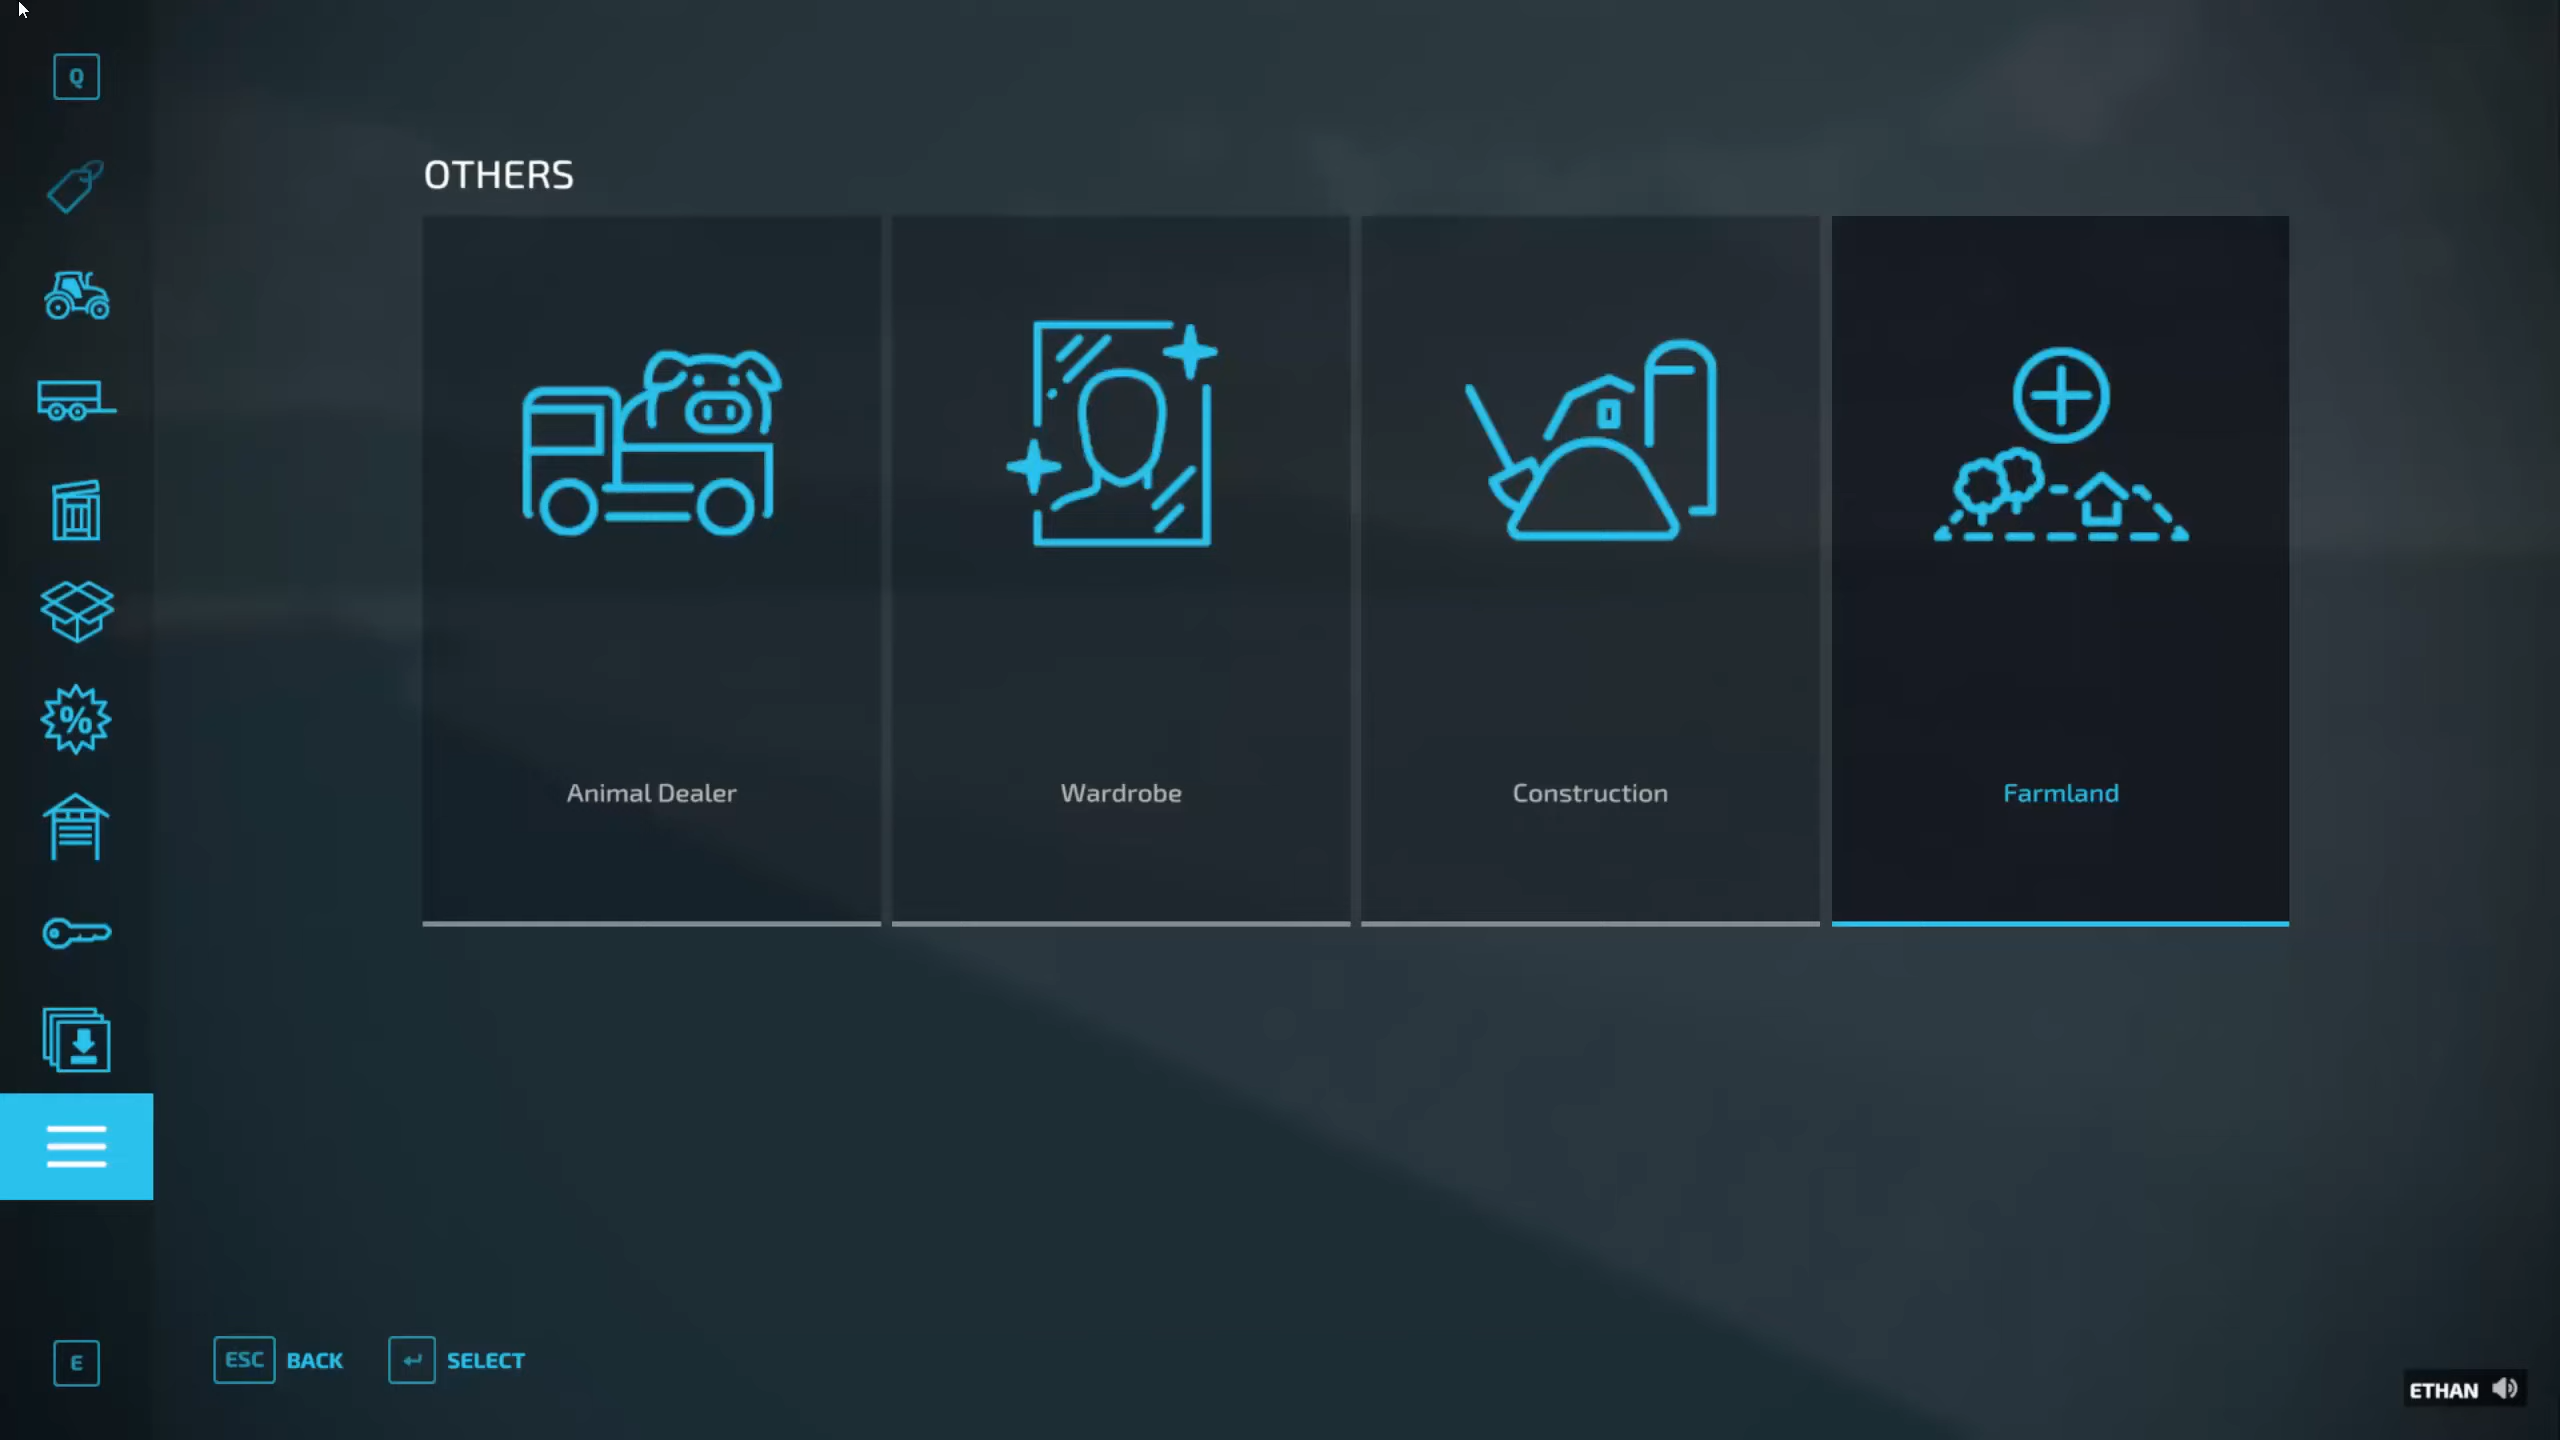 Q
OTHERS
%
Animal Dealer
Wardrobe
Construction
Farmland
E
ESC BACK
SELECT
ETHAN